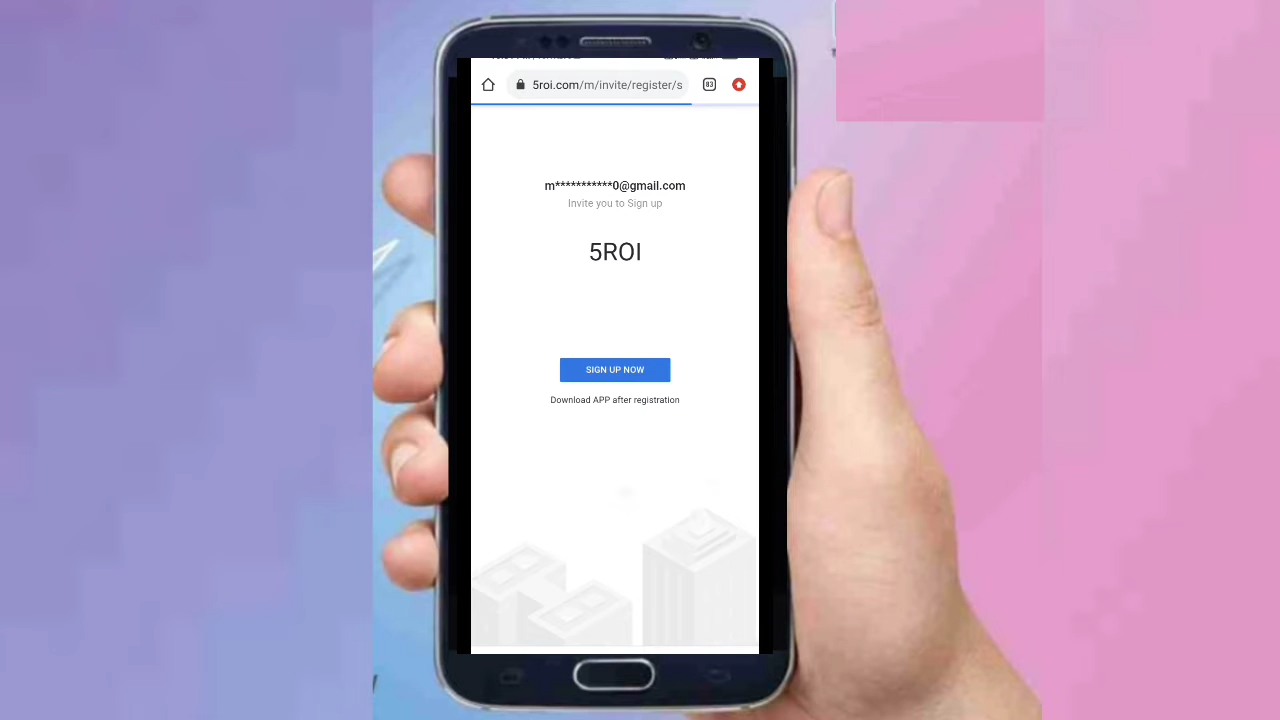 5roi.com/m/invite/register/s
83
m***********0@gmail.com
Invite you to Sign up
5ROI
SIGN UP NOW
Download APP after registration